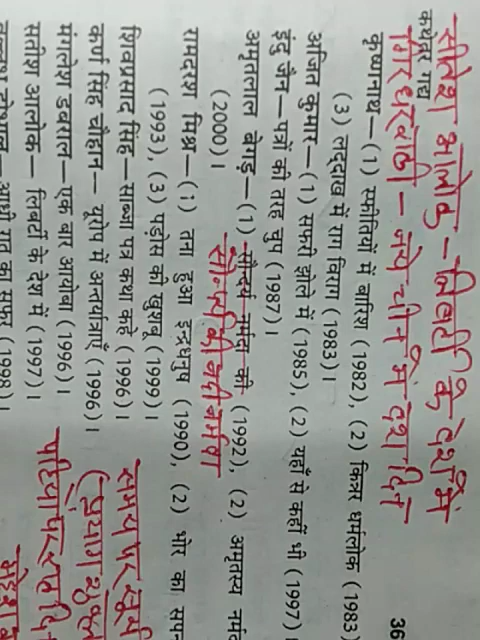 सीतेश आलोक – लिबर्टी के देश में
कथेतर गद्य
36
गिरधर राठी – नये चीन में दस दिन
कृष्णनाथ—(1) स्फीतियों में बारिश (1982), (2) किन्नर धर्मलोक (1983)
(3) लद्दाख में राग विराग (1983)।
अजित कुमार—(1) सफरी झोले में (1985), (2) यहाँ से कहीं भी (1997)।
इंदु जैन—पत्रों की तरह चुप (1987)।
अमृतलाल बेगड़—(1) सौन्दर्य नर्मदा की (1992), (2) अमृतस्य नर्मद
(2000)।
सौन्दर्य की नदी नर्मदा
रामदरश मिश्र—(1) तना हुआ इन्द्रधनुष (1990), (2) भोर का सपन
(1993), (3) पड़ोस की खुशबू (1999)।
शिवप्रसाद सिंह—सब्जा पत्र कथा कहे (1996)।
कर्ण सिंह चौहान— यूरोप में अन्तर्यात्राएँ (1996)।
मंगलेश डबराल—एक बार आयोवा (1996)।
सतीश आलोक— लिबर्टी के देश में (1997)।
आधी रात का सफर (1998)।
समय पर सूर्य
(प्रयाग शुक्ल